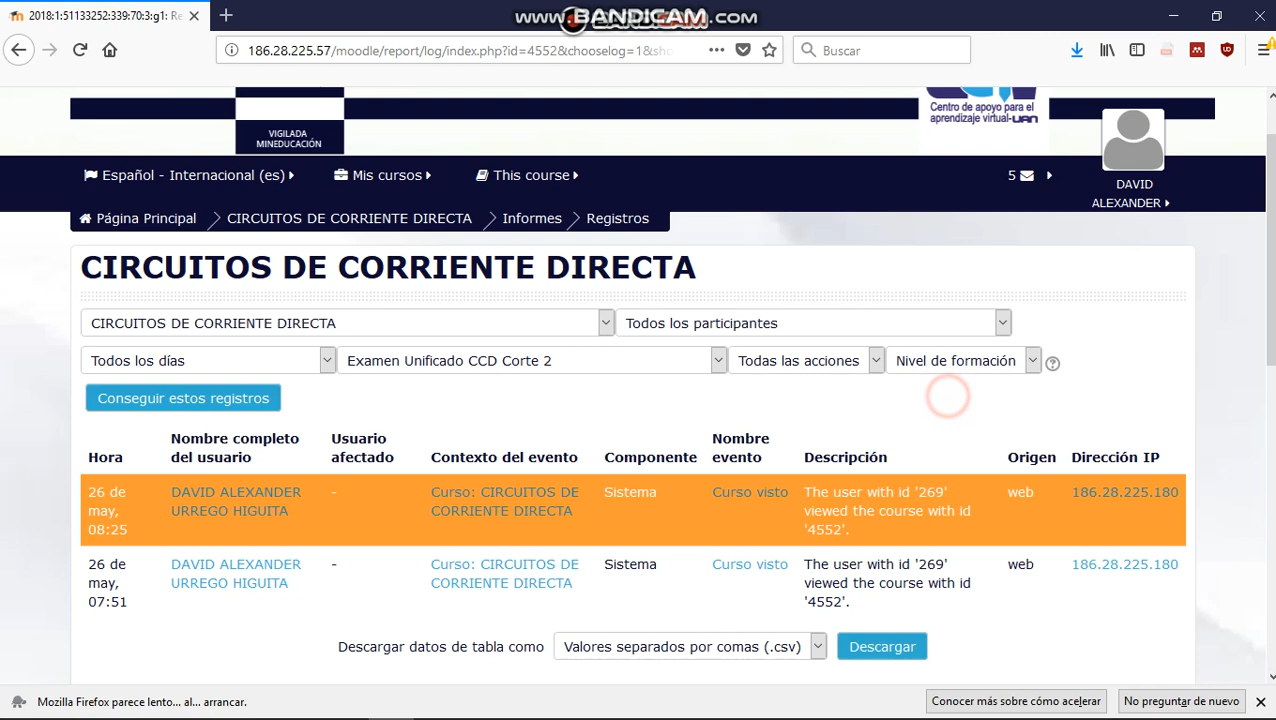 2018:1:51133252:339:70:3:g1: Re
www.BANDICAM.com
186.28.225.57/moodle/report/log/index.php?id=4552&chooselog=1&sh
Buscar
VIGILADA
MINEDUCACIÓN
Centro de apoyo para el
aprendizaje virtual-UAN
Español - Internacional (es)
Mis cursos
This course
5
DAVID
ALEXANDER
Página Principal
CIRCUITOS DE CORRIENTE DIRECTA
Informes
Registros
CIRCUITOS DE CORRIENTE DIRECTA
CIRCUITOS DE CORRIENTE DIRECTA
Todos los participantes
Todos los días
Examen Unificado CCD Corte 2
Todas las acciones
Nivel de formación
Conseguir estos registros
Hora
Nombre completo
del usuario
Usuario
afectado
Contexto del evento
Componente
Nombre
evento
Descripción
Origen
Dirección IP
26 de
may,
08:25
DAVID ALEXANDER
URREGO HIGUITA
-
Curso: CIRCUITOS DE
CORRIENTE DIRECTA
Sistema
Curso visto
The user with id '269'
viewed the course with id
'4552'.
web
186.28.225.180
26 de
may,
07:51
DAVID ALEXANDER
URREGO HIGUITA
-
Curso: CIRCUITOS DE
CORRIENTE DIRECTA
Sistema
Curso visto
The user with id '269'
viewed the course with id
'4552'.
web
186.28.225.180
Descargar datos de tabla como
Valores separados por comas (.csv)
Descargar
Mozilla Firefox parece lento... al... arrancar.
Conocer más sobre cómo acelerar
No preguntar de nuevo